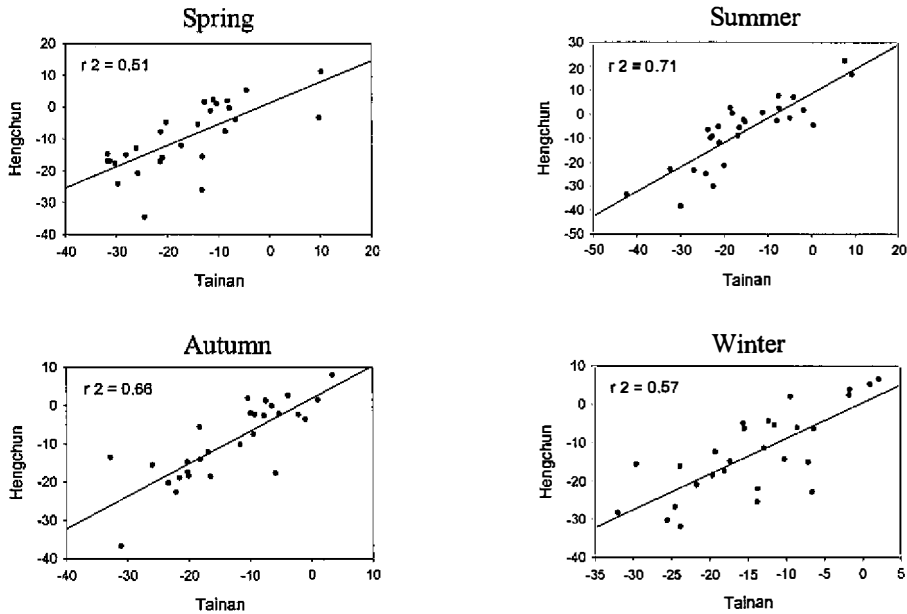 Spring
r 2 = 0,51
20
10
0
-10
-20
-30
-40
Hengchun
-40 -30 -20 -10 0 10 20
Tainan
Summer
r 2 = 0.71
30
20
10
0
-10
-20
-30
-40
-50
Hengchun
-50 -40 -30 -20 -10 0 10 20
Tainan
Autumn
r 2 = 0.66
10
0
-10
-20
-30
-40
Hengchun
-40 -30 -20 -10 0 10
Tainan
Winter
r 2 = 0.57
10
0
-10
-20
-30
-40
Hengchun
-35 -30 -25 -20 -15 -10 -5 0 5
Tainan